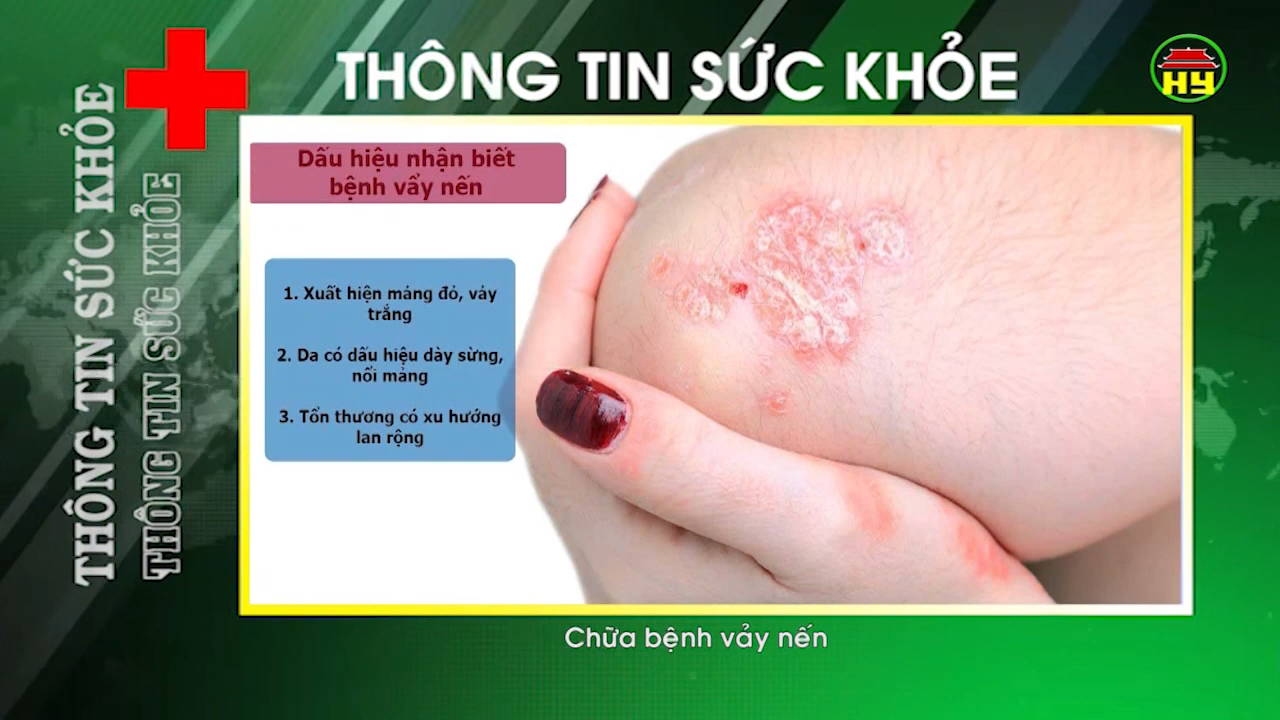 THÔNG TIN SỨC KHỎE
HY
THÔNG TIN SỨC KHỎE
THÔNG TIN SỨC KHỎE
Dấu hiệu nhận biết
bệnh vẩy nến
1. Xuất hiện mảng đỏ, vảy
trắng
2. Da có dấu hiệu dày sừng,
nổi mảng
3. Tổn thương có xu hướng
lan rộng
Chữa bệnh vảy nến